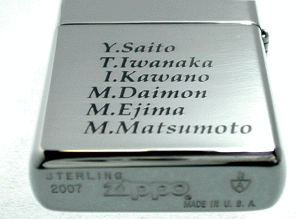 Y.Saito
T.Iwanaka
I.Kawano
M.Daimon
M.Ejima
M.Matsumoto
STERLING
2007
Zippo
MADE IN U.S.A